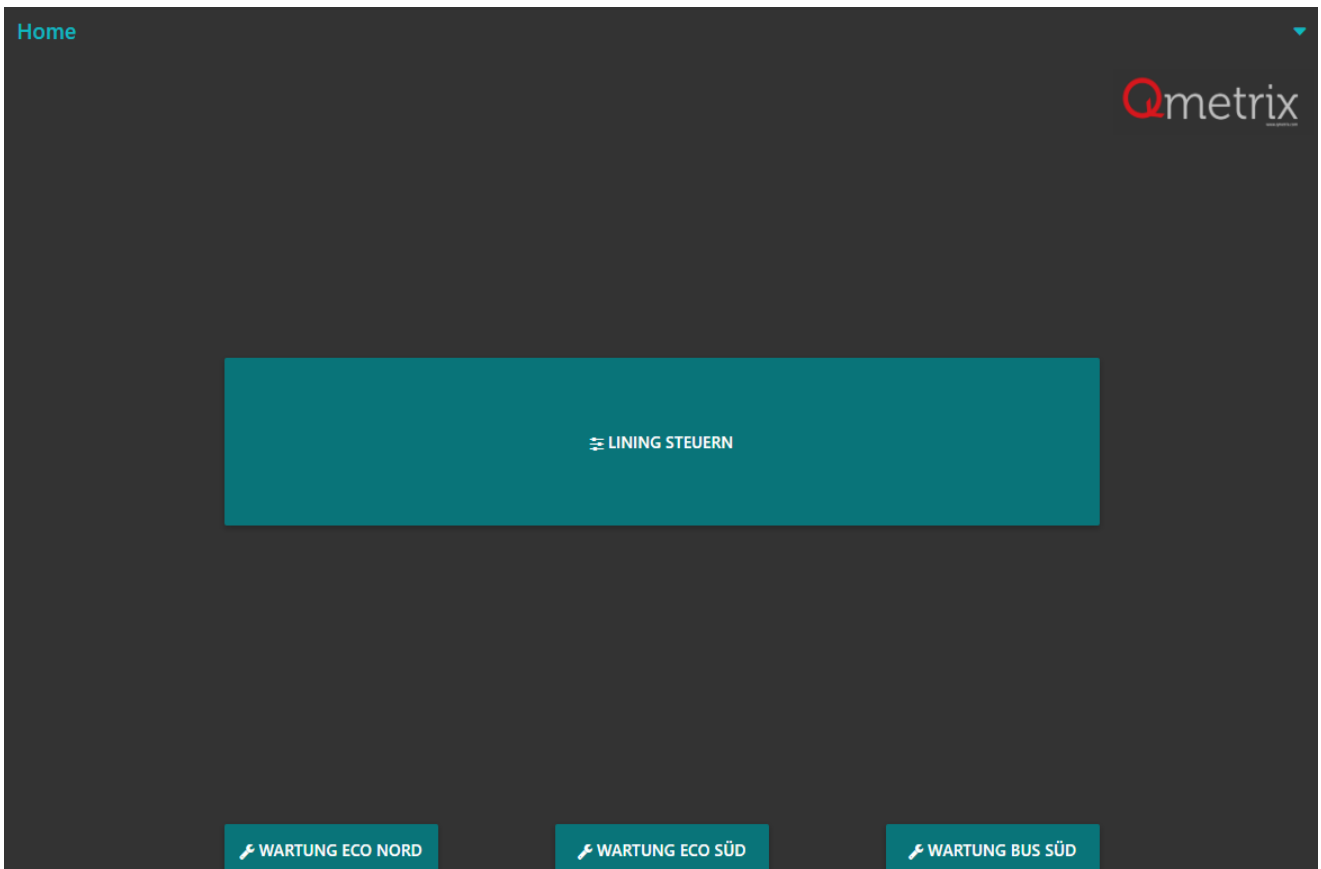 Home
Qmetrix
LINING STEUERN
WARTUNG ECO NORD
WARTUNG ECO SÜD
WARTUNG BUS SÜD